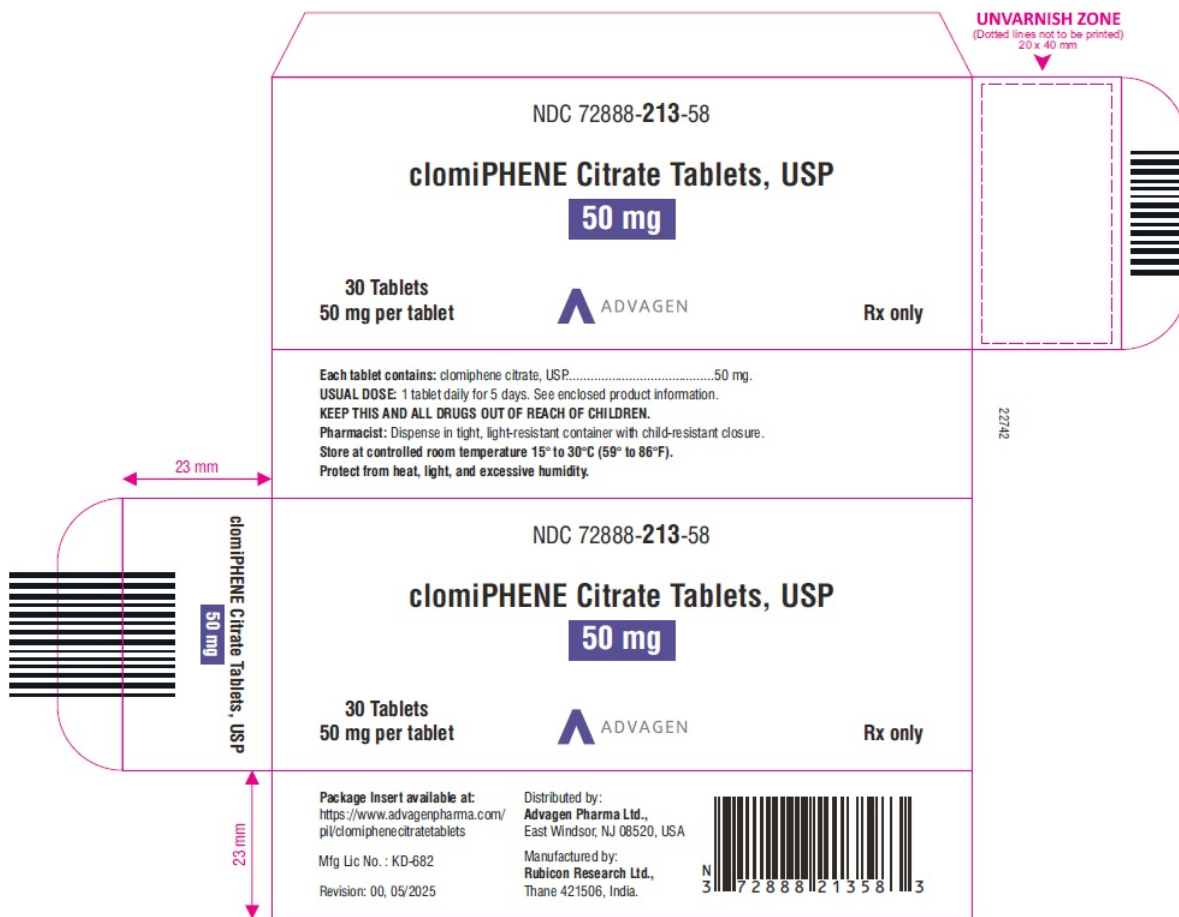 UNVARNISH ZONE
(Dotted lines not to be printed)
20 x 40 mm
NDC 72888-213-58
clomiPHENE Citrate Tablets, USP
50 mg
30 Tablets
50 mg per tablet
ADVAGEN
Rx only
Each tablet contains: clomiphene citrate, USP.........................................50 mg.
USUAL DOSE: 1 tablet daily for 5 days. See enclosed product information.
KEEP THIS AND ALL DRUGS OUT OF REACH OF CHILDREN.
Pharmacist: Dispense in tight, light-resistant container with child-resistant closure.
Store at controlled room temperature 15° to 30°C (59° to 86°F).
Protect from heat, light, and excessive humidity.
22742
23 mm
clomiPHENE Citrate Tablets, USP
50 mg
NDC 72888-213-58
clomiPHENE Citrate Tablets, USP
50 mg
30 Tablets
50 mg per tablet
ADVAGEN
Rx only
23 mm
Package Insert available at:
https://www.advagenpharma.com/
pil/clomiphenecitratetablets
Mfg Lic No. : KD-682
Revision: 00, 05/2025
Distributed by:
Advagen Pharma Ltd.,
East Windsor, NJ 08520, USA
Manufactured by:
Rubicon Research Ltd.,
Thane 421506, India.
N
3 72888 21358 3